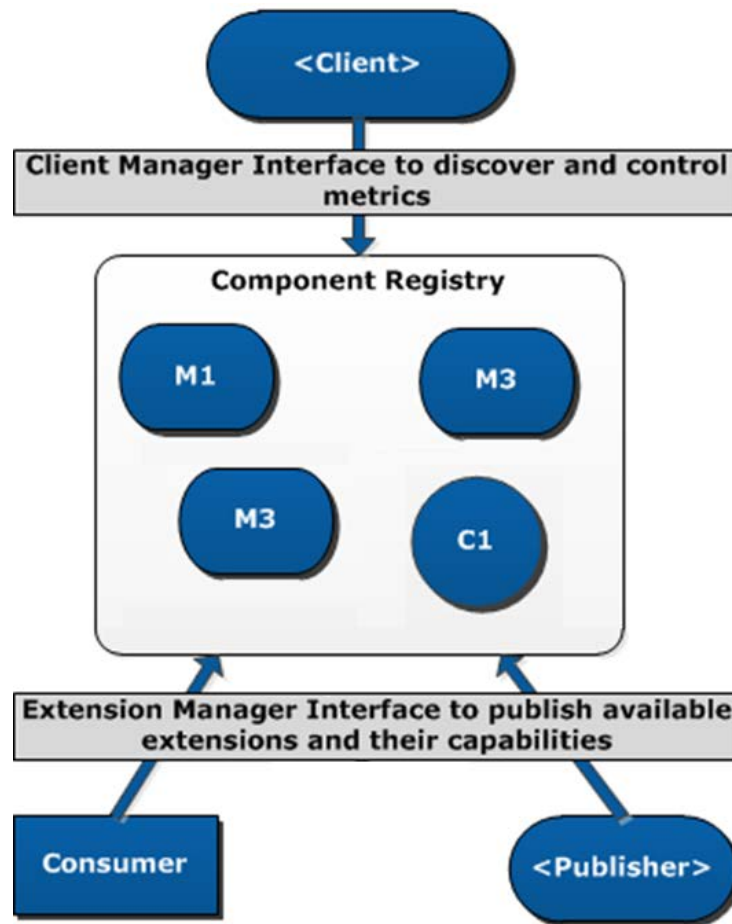 <Client>
Client Manager Interface to discover and control
metrics
Component Registry
M1
M3
M3
C1
Extension Manager Interface to publish available
extensions and their capabilities
Consumer
<Publisher>